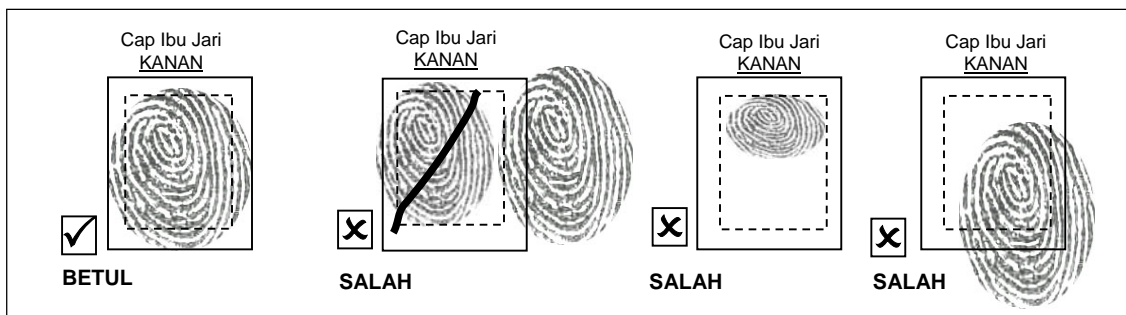 Cap Ibu Jari
KANAN
BETUL
Cap Ibu Jari
KANAN
SALAH
Cap Ibu Jari
KANAN
SALAH
Cap Ibu Jari
KANAN
SALAH